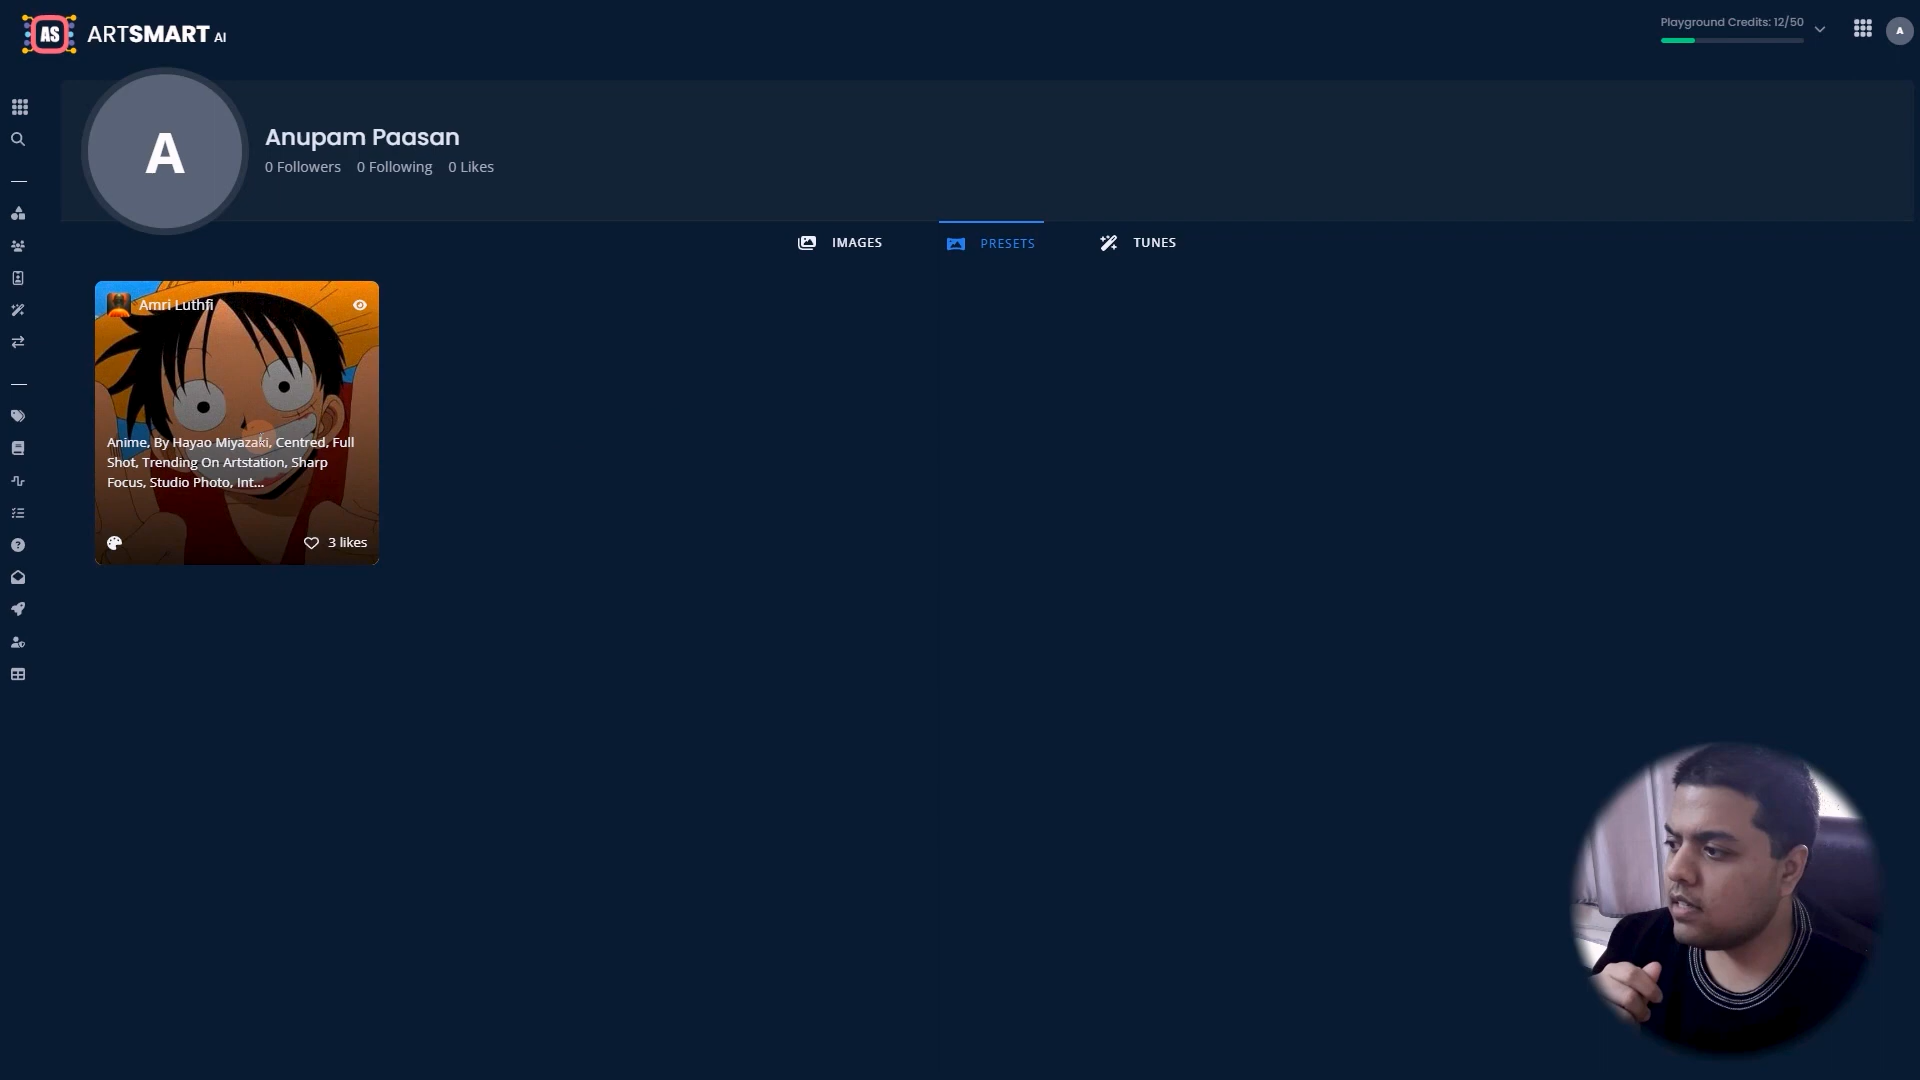 AS ARTSMART AI
Playground Credits: 12/50
A
A
Anupam Paasan
0 Followers 0 Following 0 Likes
IMAGES PRESETS TUNES
Amri Luthfi
Anime, By Hayao Miyazaki, Centred, Full
Shot, Trending On Artstation, Sharp
Focus, Studio Photo, Int...
3 likes